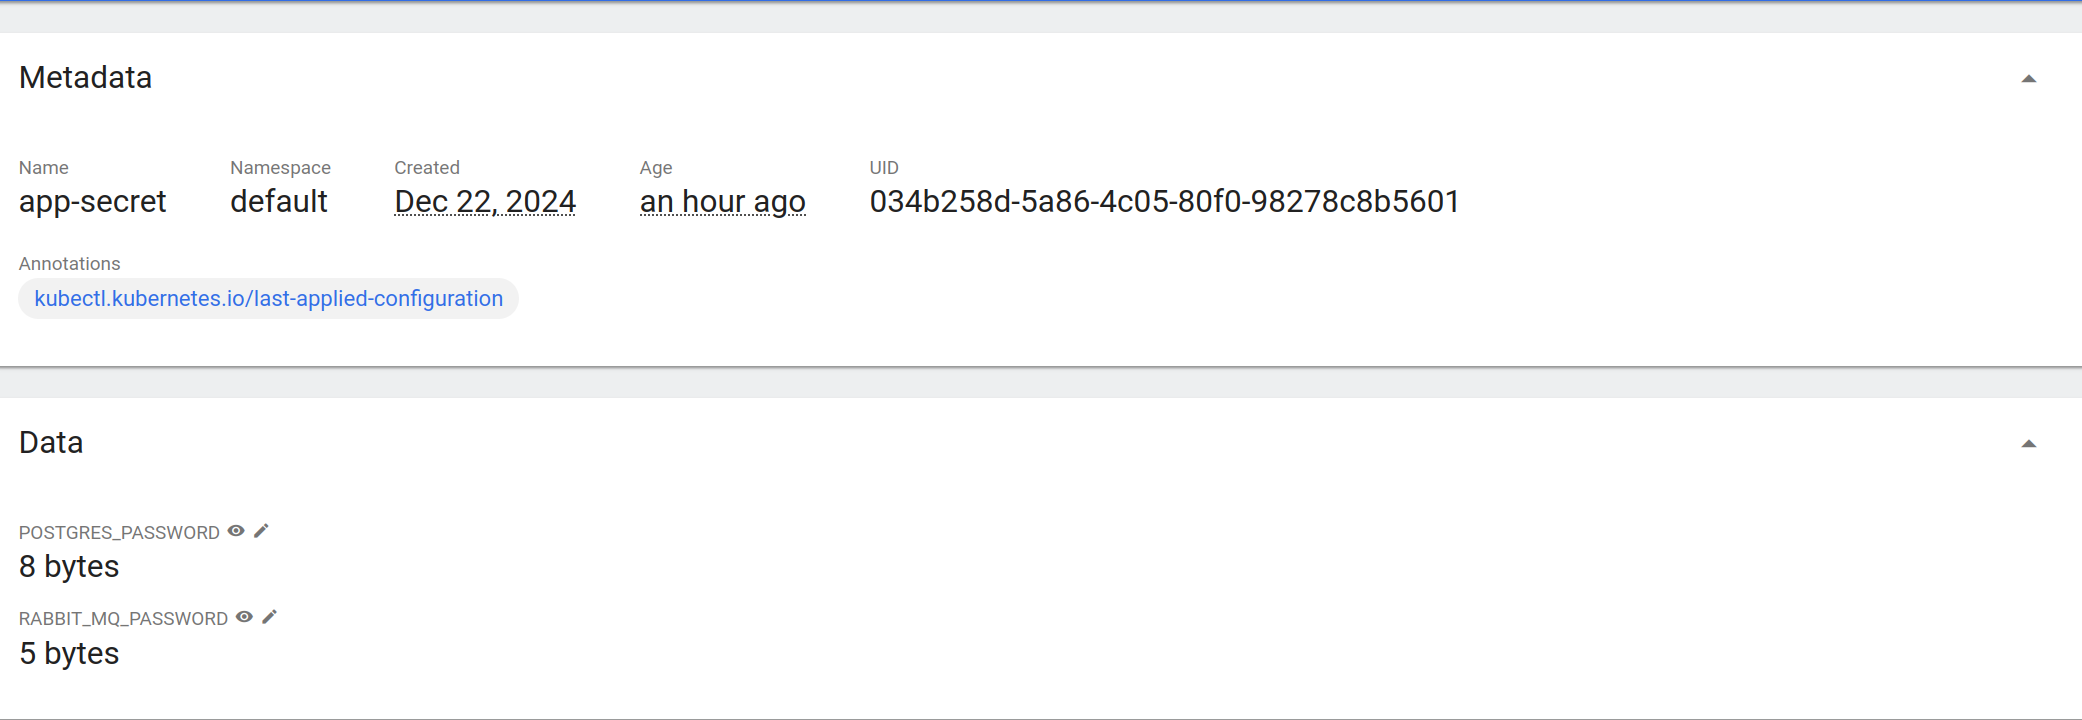 Metadata
Name Namespace Created Age UID
app-secret default Dec 22, 2024 an hour ago 034b258d-5a86-4c05-80f0-98278c8b5601
Annotations
kubectl.kubernetes.io/last-applied-configuration
Data
POSTGRES_PASSWORD
8 bytes
RABBIT_MQ_PASSWORD
5 bytes